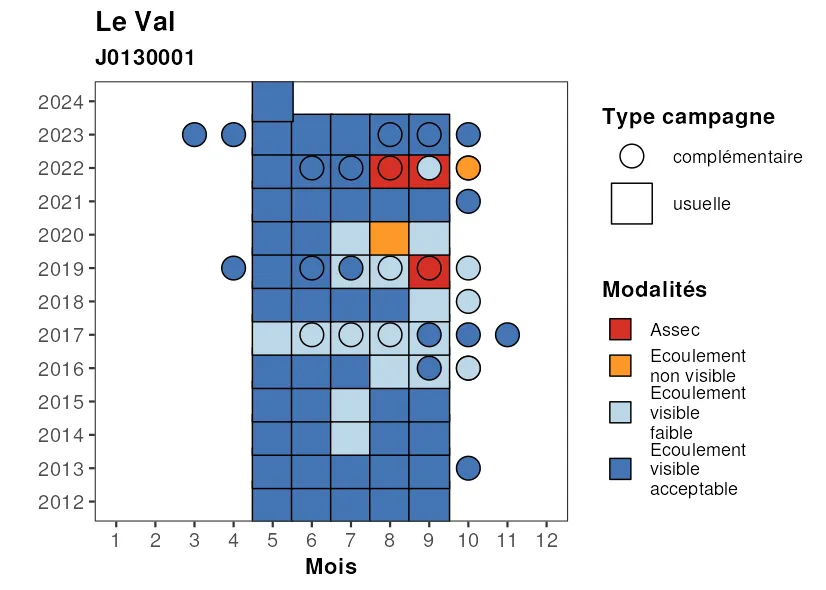 Le Val
J0130001
2024
2023
2022
2021
2020
2019
2018
2017
2016
2015
2014
2013
2012
1 2 3 4 5 6 7 8 9 10 11 12
Mois
Type campagne
complémentaire
usuelle
Modalités
Assec
Ecoulement
non visible
Ecoulement
visible
faible
Ecoulement
visible
acceptable